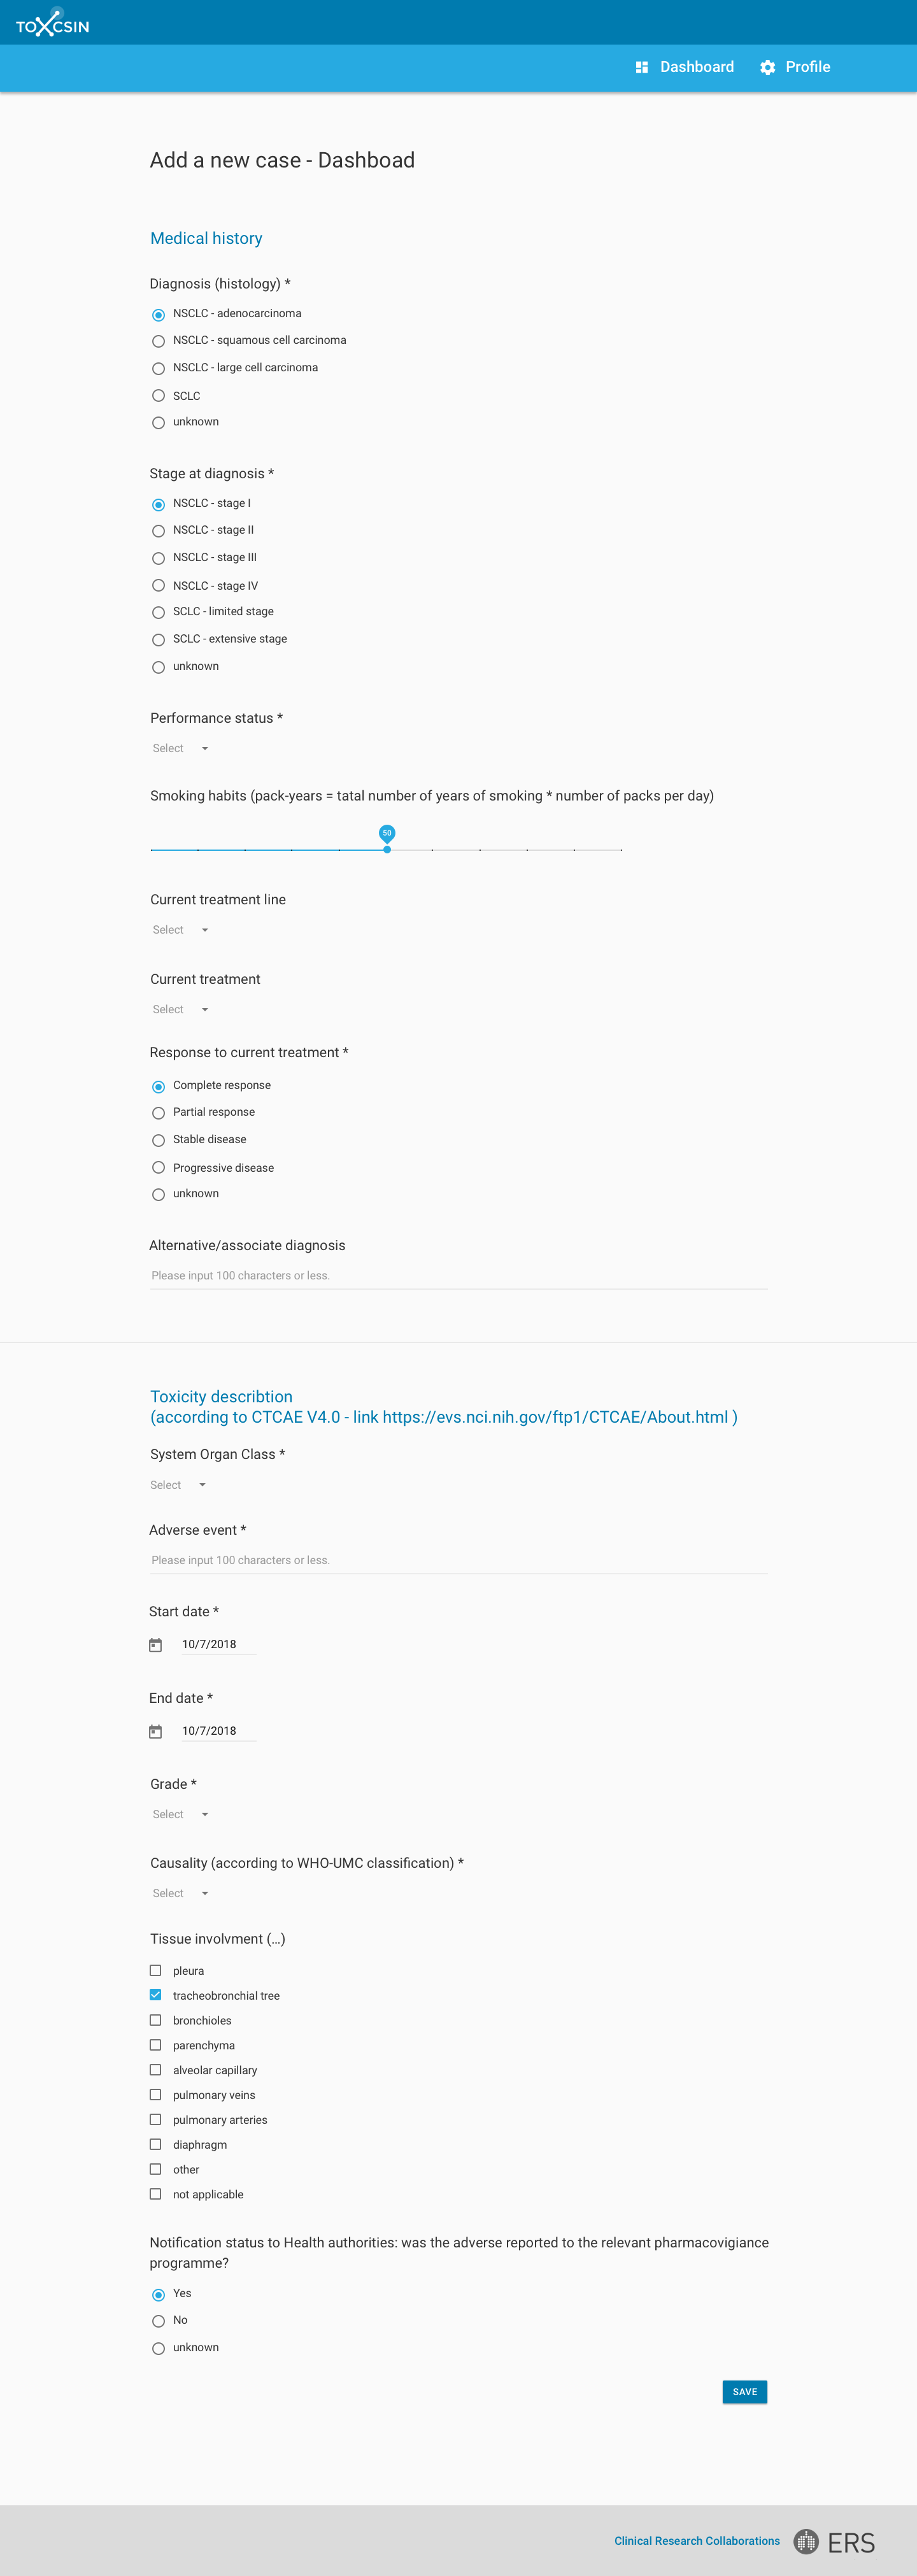 TOXCSIN
Dashboard
Profile
Add a new case - Dashboad
Medical history
Diagnosis (histology) *
NSCLC - adenocarcinoma
NSCLC - squamous cell carcinoma
NSCLC - large cell carcinoma
SCLC
unknown
Stage at diagnosis *
NSCLC - stage I
NSCLC - stage II
NSCLC - stage III
NSCLC - stage IV
SCLC - limited stage
SCLC - extensive stage
unknown
Performance status *
Select
Smoking habits (pack-years = tatal number of years of smoking * number of packs per day)
50
Current treatment line
Select
Current treatment
Select
Response to current treatment *
Complete response
Partial response
Stable disease
Progressive disease
unknown
Alternative/associate diagnosis
Please input 100 characters or less.
Toxicity describtion
(according to CTCAE V4.0 - link https://evs.nci.nih.gov/ftp1/CTCAE/About.html )
System Organ Class *
Select
Adverse event *
Please input 100 characters or less.
Start date *
10/7/2018
End date *
10/7/2018
Grade *
Select
Causality (according to WHO-UMC classification) *
Select
Tissue involvment (...)
pleura
tracheobronchial tree
bronchioles
parenchyma
alveolar capillary
pulmonary veins
pulmonary arteries
diaphragm
other
not applicable
Notification status to Health authorities: was the adverse reported to the relevant pharmacovigiance
programme?
Yes
No
unknown
SAVE
Clinical Research Collaborations
ERS